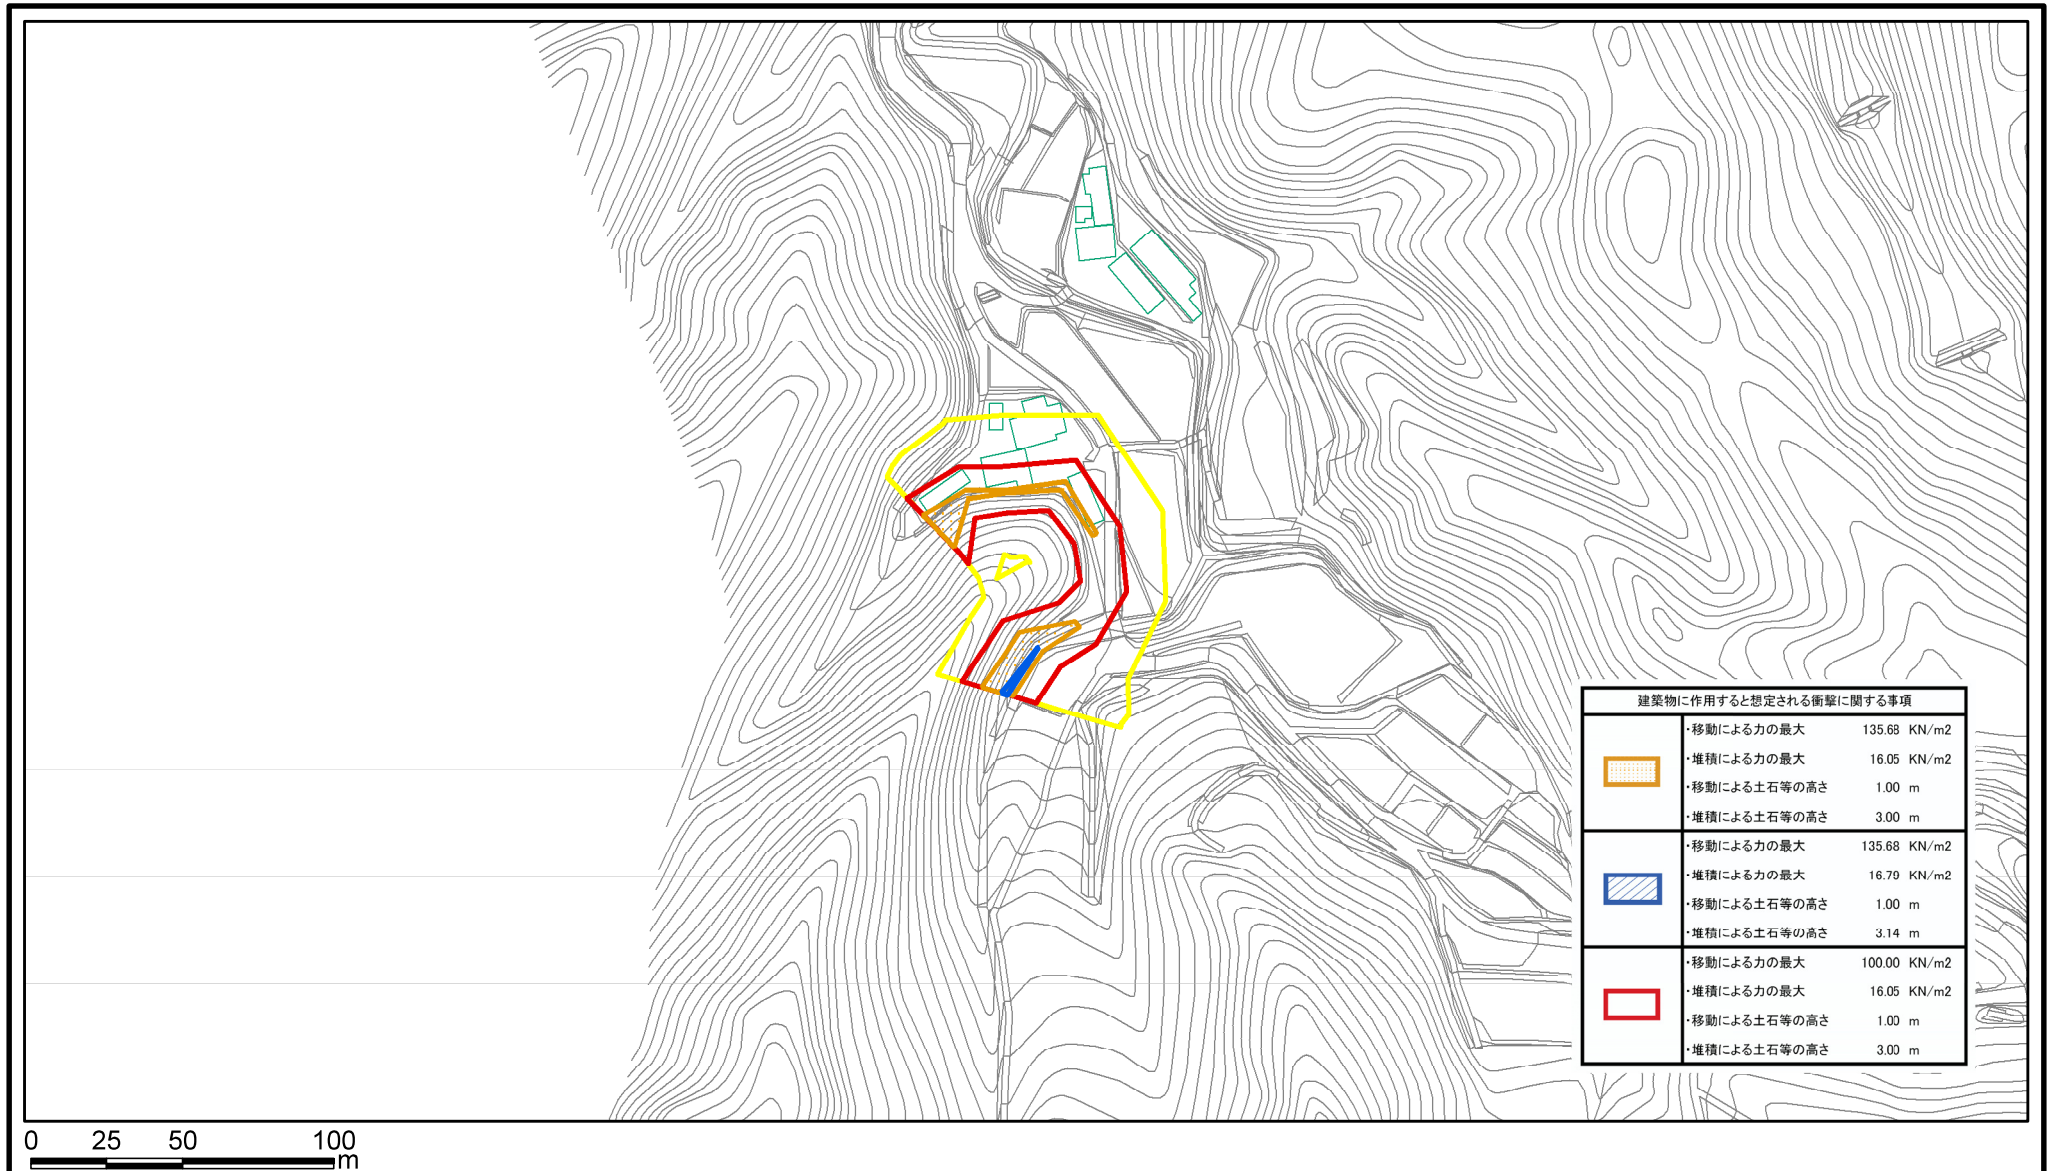 建築物に作用すると想定される衝撃に関する事項
・移動による力の最大 135.68 KN/m2
・堆積による力の最大 16.05 KN/m2
・移動による土石等の高さ 1.00 m
・堆積による土石等の高さ 3.00 m
・移動による力の最大 135.68 KN/m2
・堆積による力の最大 16.79 KN/m2
・移動による土石等の高さ 1.00 m
・堆積による土石等の高さ 3.14 m
・移動による力の最大 100.00 KN/m2
・堆積による力の最大 16.05 KN/m2
・移動による土石等の高さ 1.00 m
・堆積による土石等の高さ 3.00 m
0 25 50 100
m